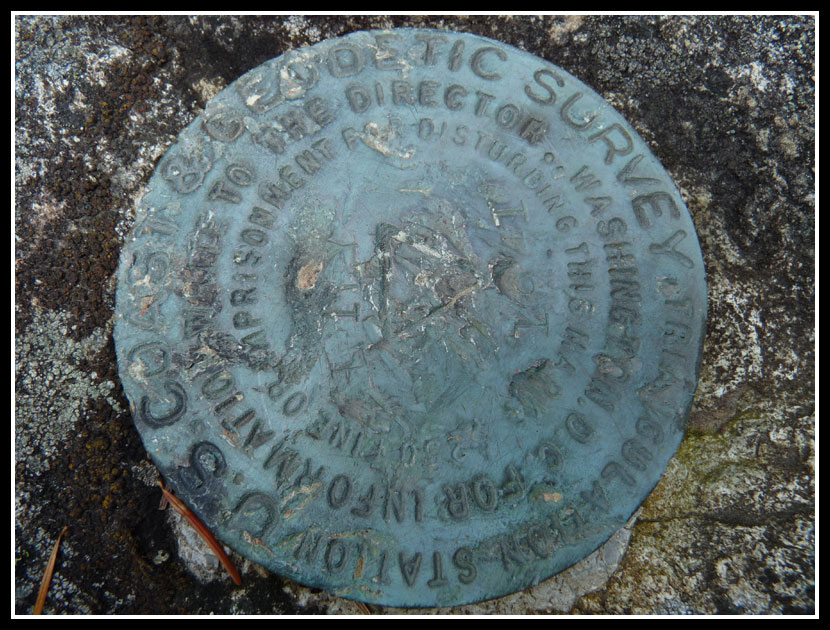 U. S. COAST & GEODETIC SURVEY. TRIANGULATION STATION
FOR INFORMATION WRITE TO THE DIRECTOR, WASHINGTON, D.C.
$250 FINE OR IMPRISONMENT FOR DISTURBING THIS MARK.